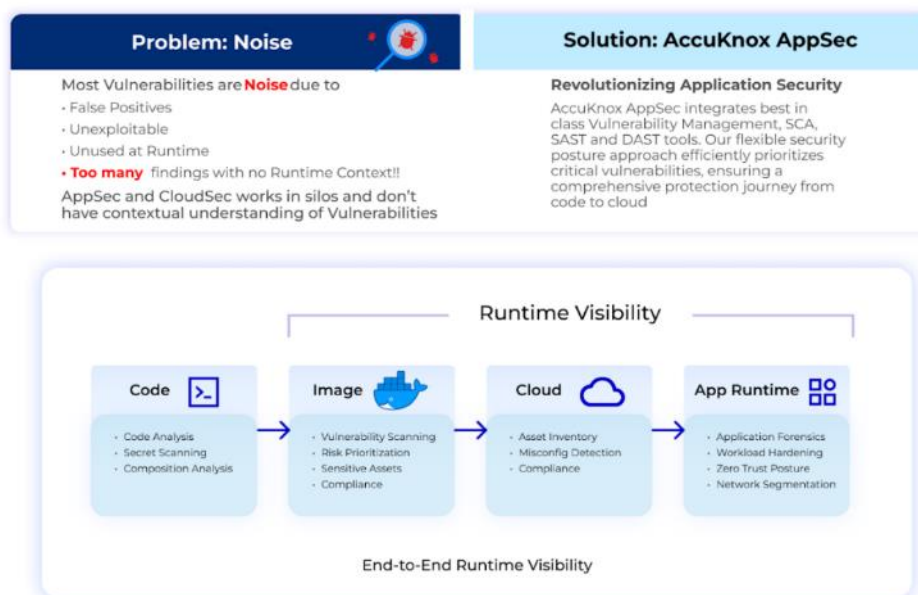 Problem: Noise
Most Vulnerabilities are Noise due to
• False Positives
• Unexploitable
• Unused at Runtime
• Too many findings with no Runtime Context!!
AppSec and CloudSec works in silos and don't
have contextual understanding of Vulnerabilities
Solution: AccuKnox AppSec
Revolutionizing Application Security
AccuKnox AppSec integrates best in
class Vulnerability Management, SCA,
SAST and DAST tools. Our flexible security
posture approach efficiently prioritizes
critical vulnerabilities, ensuring a
comprehensive protection journey from
code to cloud
Runtime Visibility
Code
• Code Analysis
• Secret Scanning
• Composition Analysis
Image
• Vulnerability Scanning
• Risk Prioritization
• Sensitive Assets
• Compliance
Cloud
• Asset Inventory
• Misconfig Detection
• Compliance
App Runtime
• Application Forensics
• Workload Hardening
• Zero Trust Posture
• Network Segmentation
End-to-End Runtime Visibility